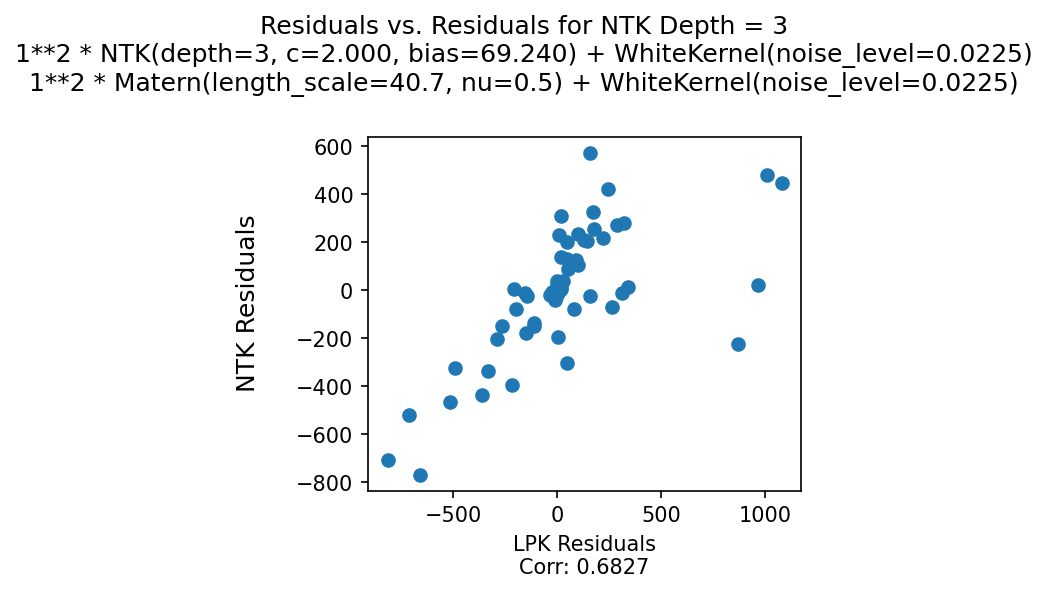 Residuals vs. Residuals for NTK Depth = 3
1**2 * NTK(depth=3, c=2.000, bias=69.240) + WhiteKernel(noise_level=0.0225)
1**2 * Matern(length_scale=40.7, nu=0.5) + WhiteKernel(noise_level=0.0225)
600
400
200
0
−200
−400
−600
−800
NTK Residuals
−500 0 500 1000
LPK Residuals
Corr: 0.6827